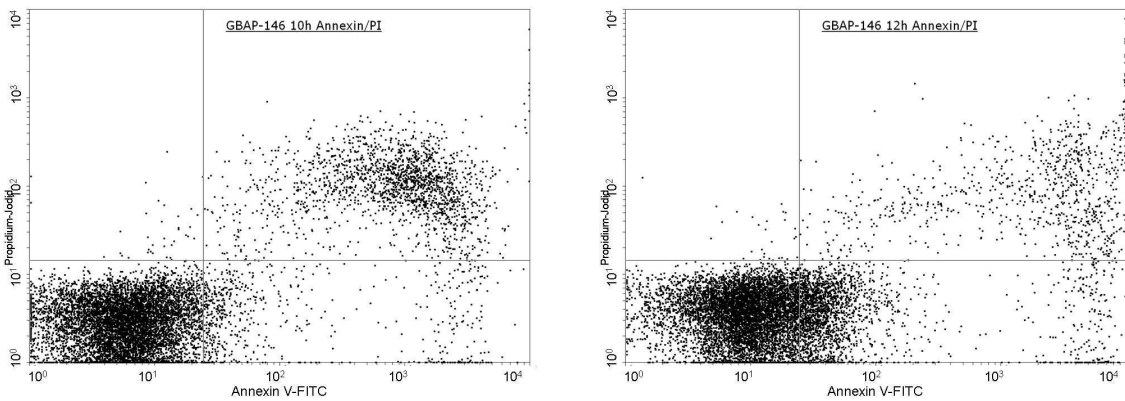 GBAP-146 10h Annexin/PI
10⁴
10³
10²
10¹
10⁰
Propidium-Jodid
10⁰ 10¹ 10² 10³ 10⁴
Annexin V-FITC
GBAP-146 12h Annexin/PI
10⁴
10³
10²
10¹
10⁰
Propidium-Jodid
10⁰ 10¹ 10² 10³ 10⁴
Annexin V-FITC